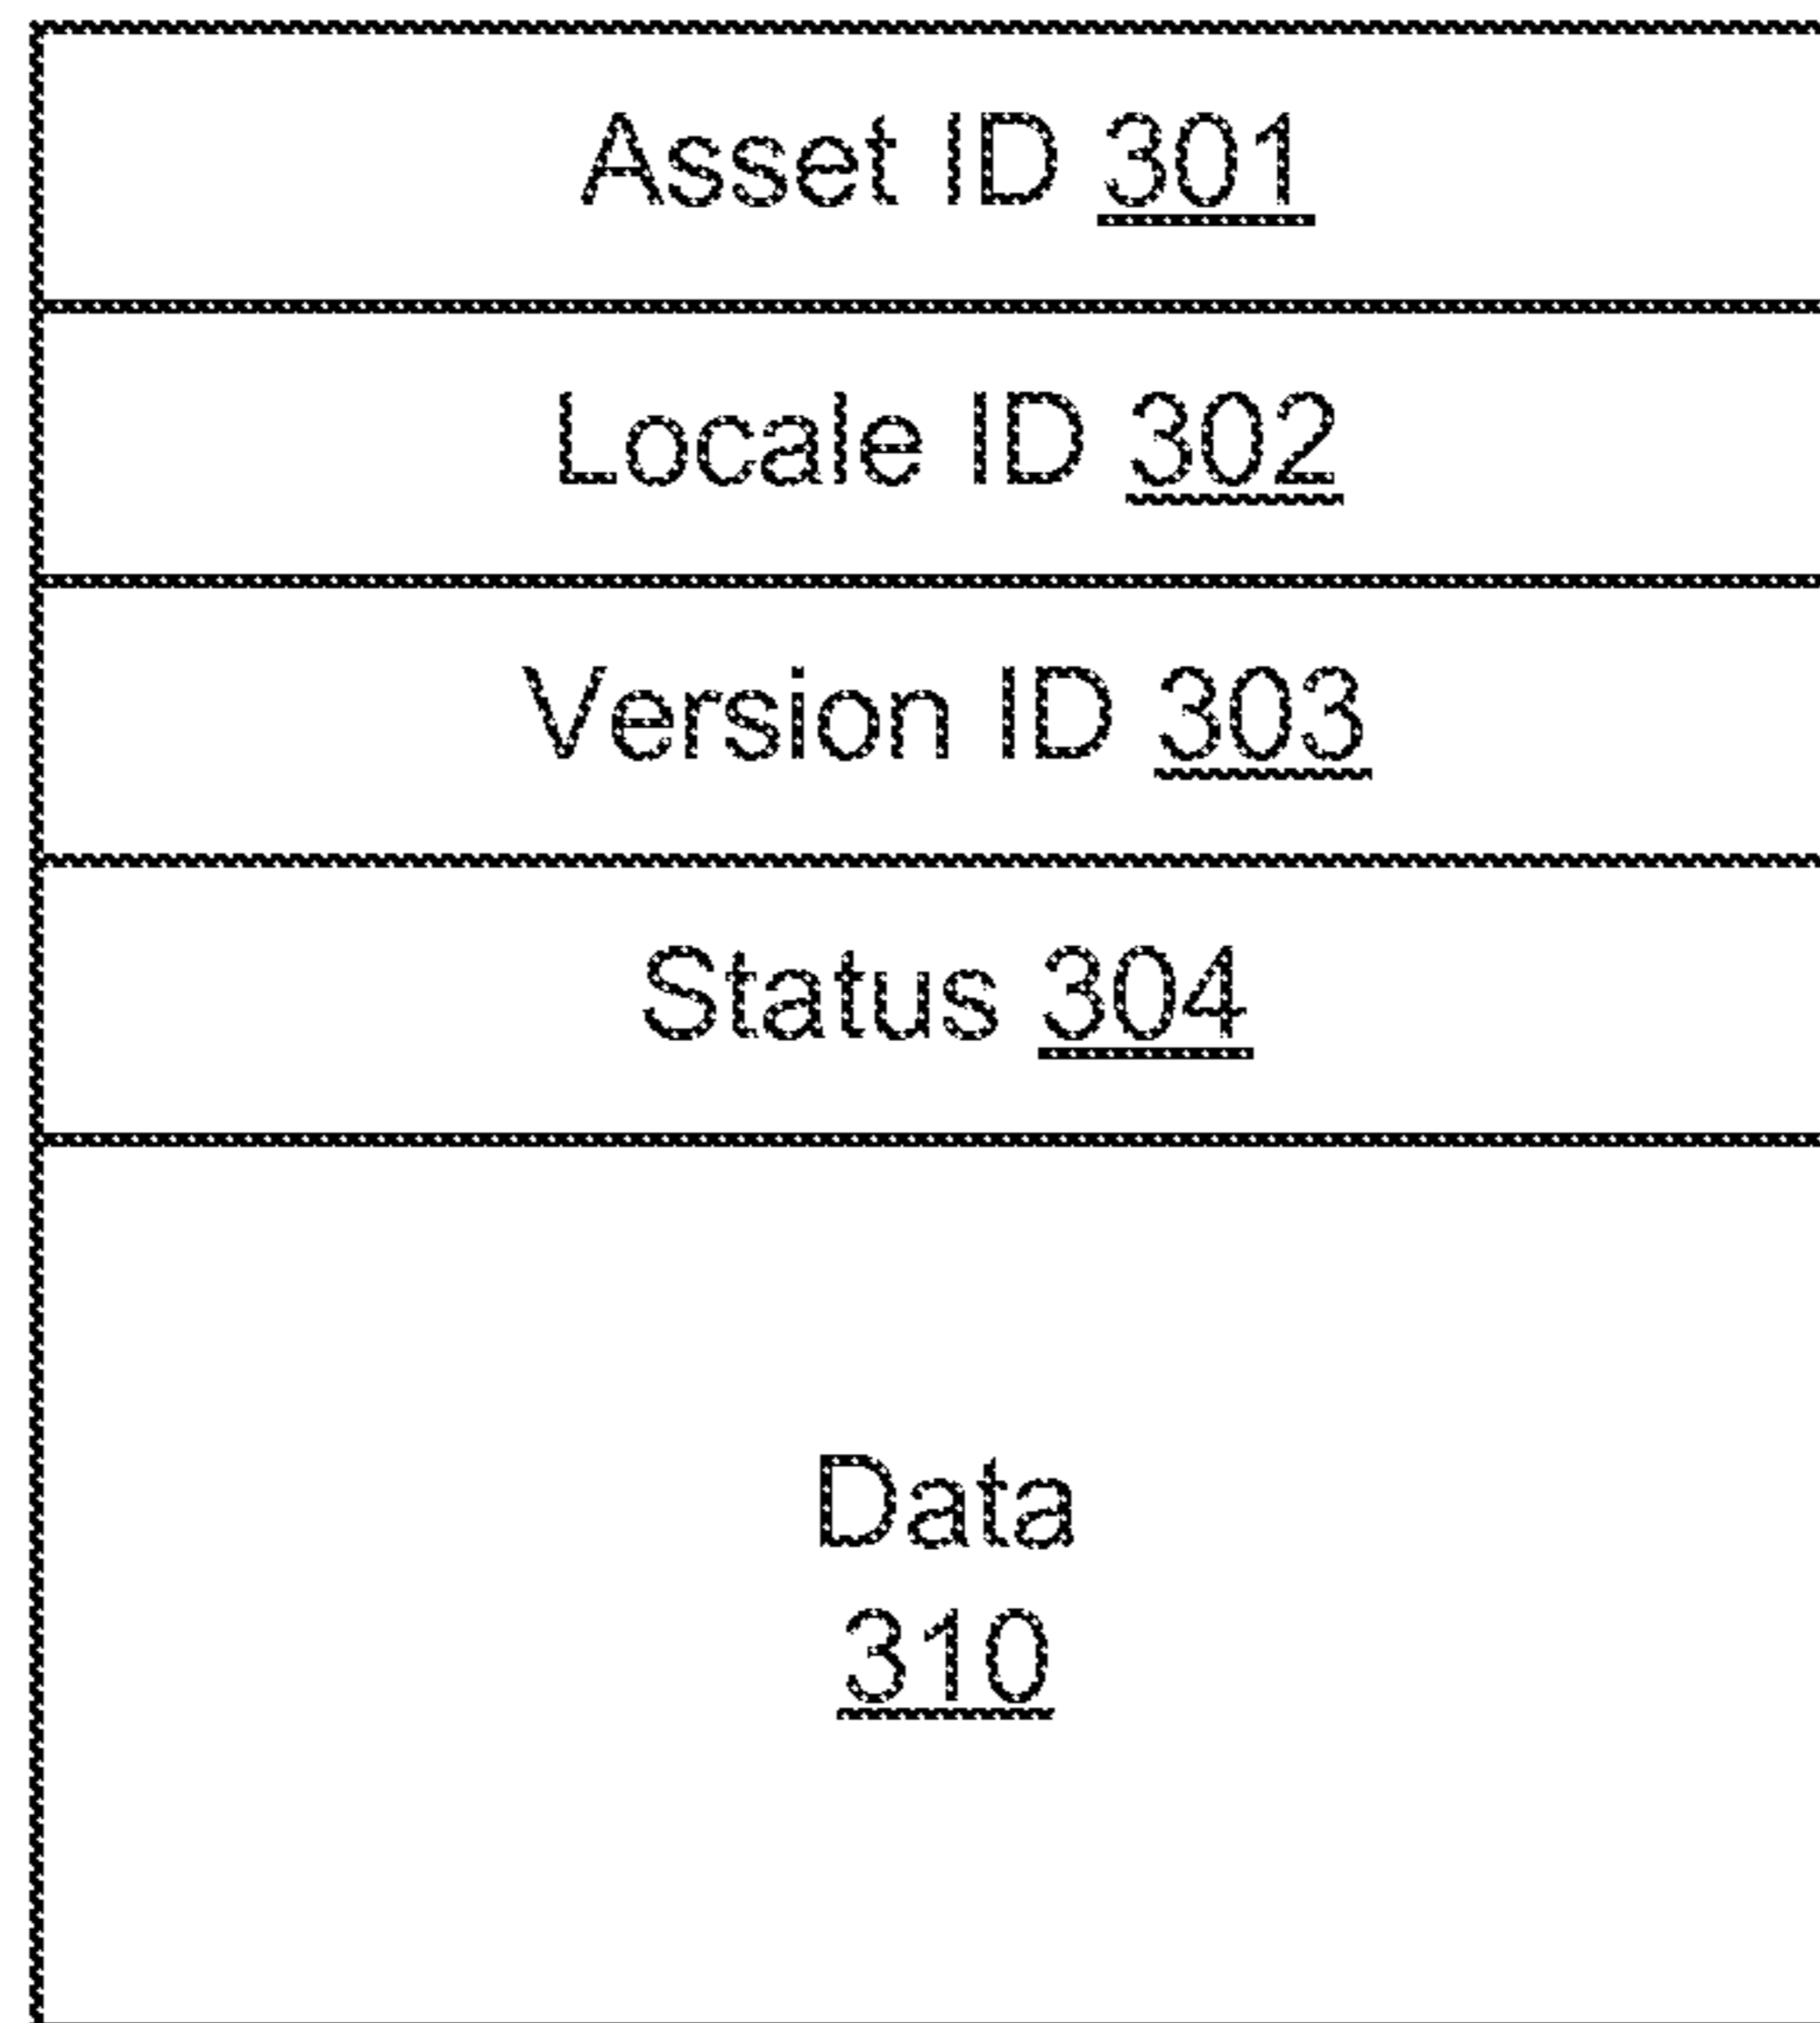 Asset ID 301
Locale ID 302
Version ID 303
Status 304
Data
310